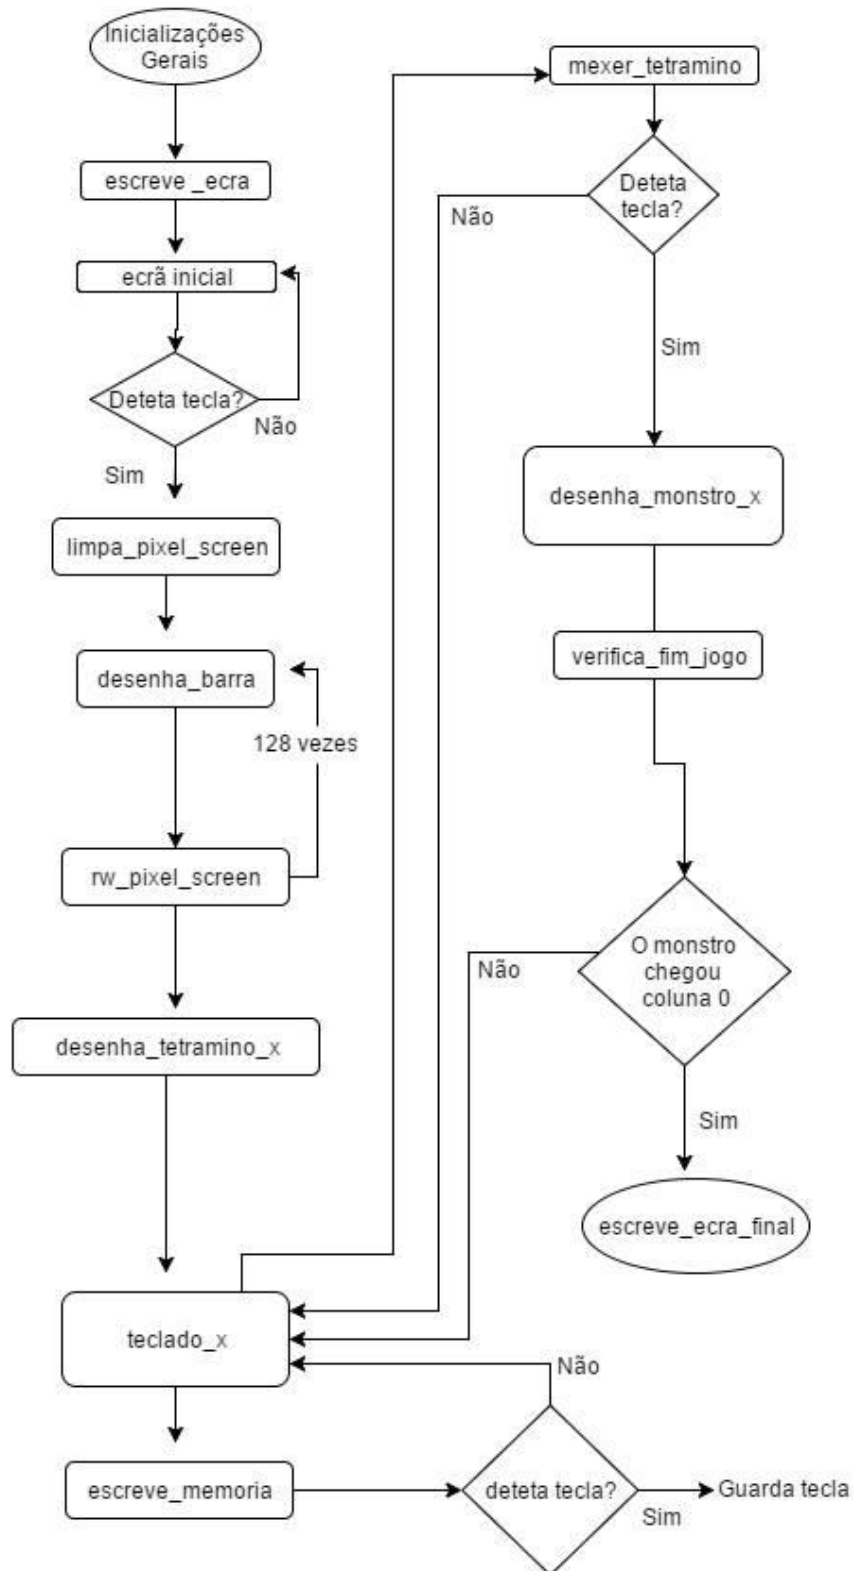 Inicializações
Gerais
escreve _ecra
ecrã inicial
Deteta tecla?
Não
Sim
limpa_pixel_screen
desenha_barra
128 vezes
rw_pixel_screen
desenha_tetramino_x
teclado_x
escreve_memoria
deteta tecla?
Não
Sim
Guarda tecla
mexer_tetramino
Deteta
tecla?
Não
Sim
desenha_monstro_x
verifica_fim_jogo
O monstro
chegou
coluna 0
Não
Sim
escreve_ecra_final